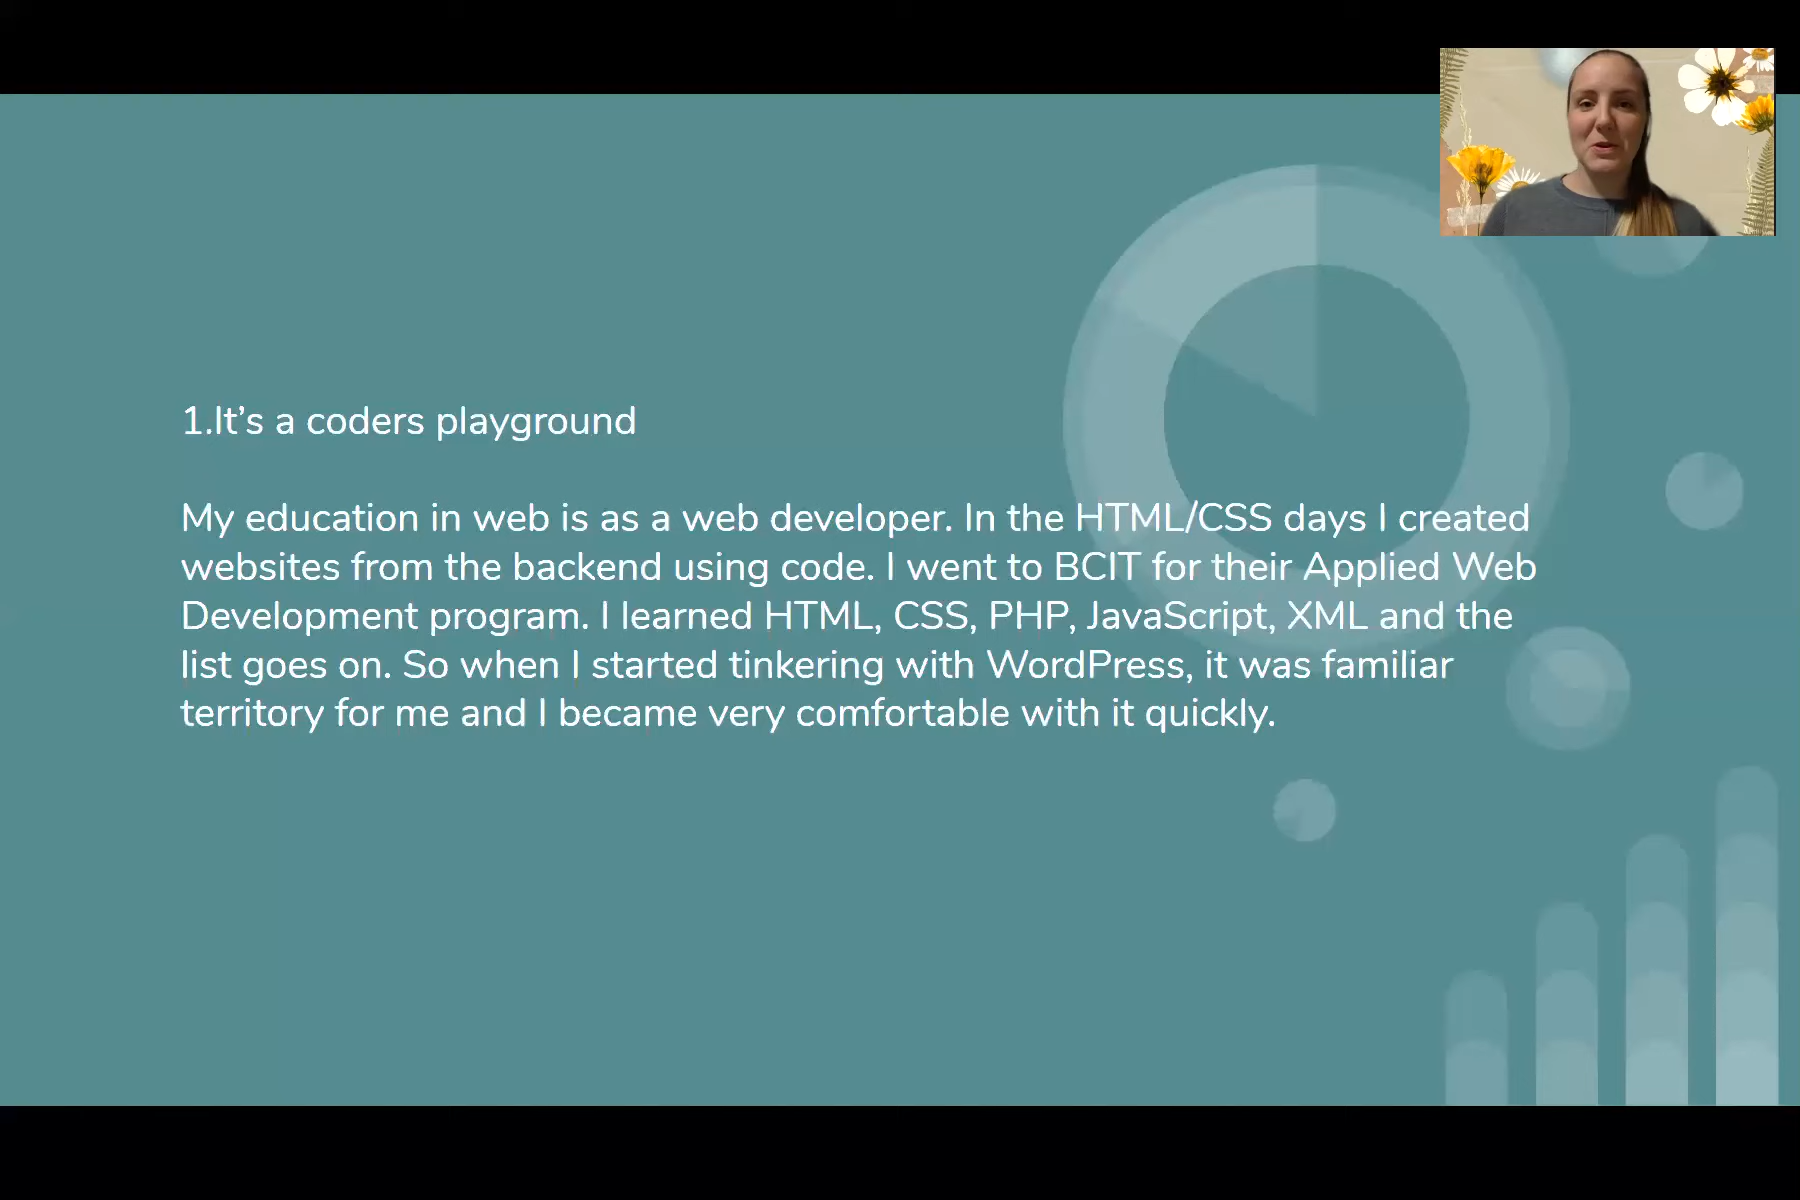 1.It’s a coders playground
My education in web is as a web developer. In the HTML/CSS days I created
websites from the backend using code. I went to BCIT for their Applied Web
Development program. I learned HTML, CSS, PHP, JavaScript, XML and the
list goes on. So when I started tinkering with WordPress, it was familiar
territory for me and I became very comfortable with it quickly.